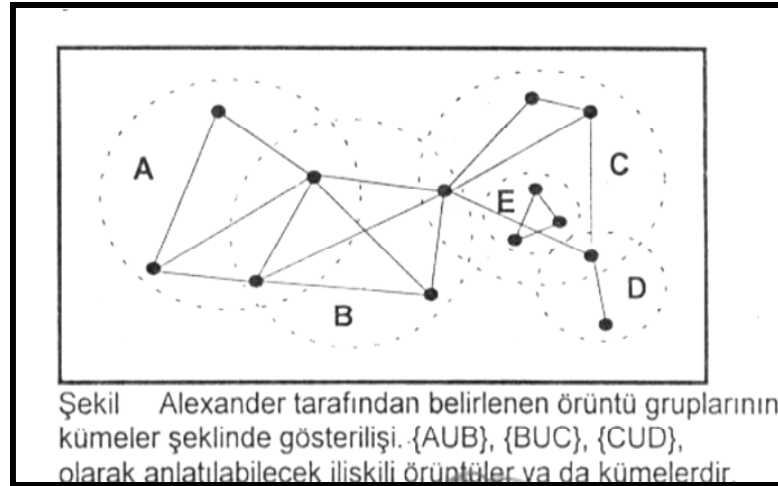 A
B
C
E
D
Şekil Alexander tarafından belirlenen örüntü gruplarının
kümeler şeklinde gösterilişi. {AUB}, {BUC}, {CUD},
olarak anlatılabilecek ilişkili örüntüler ya da kümelerdir.